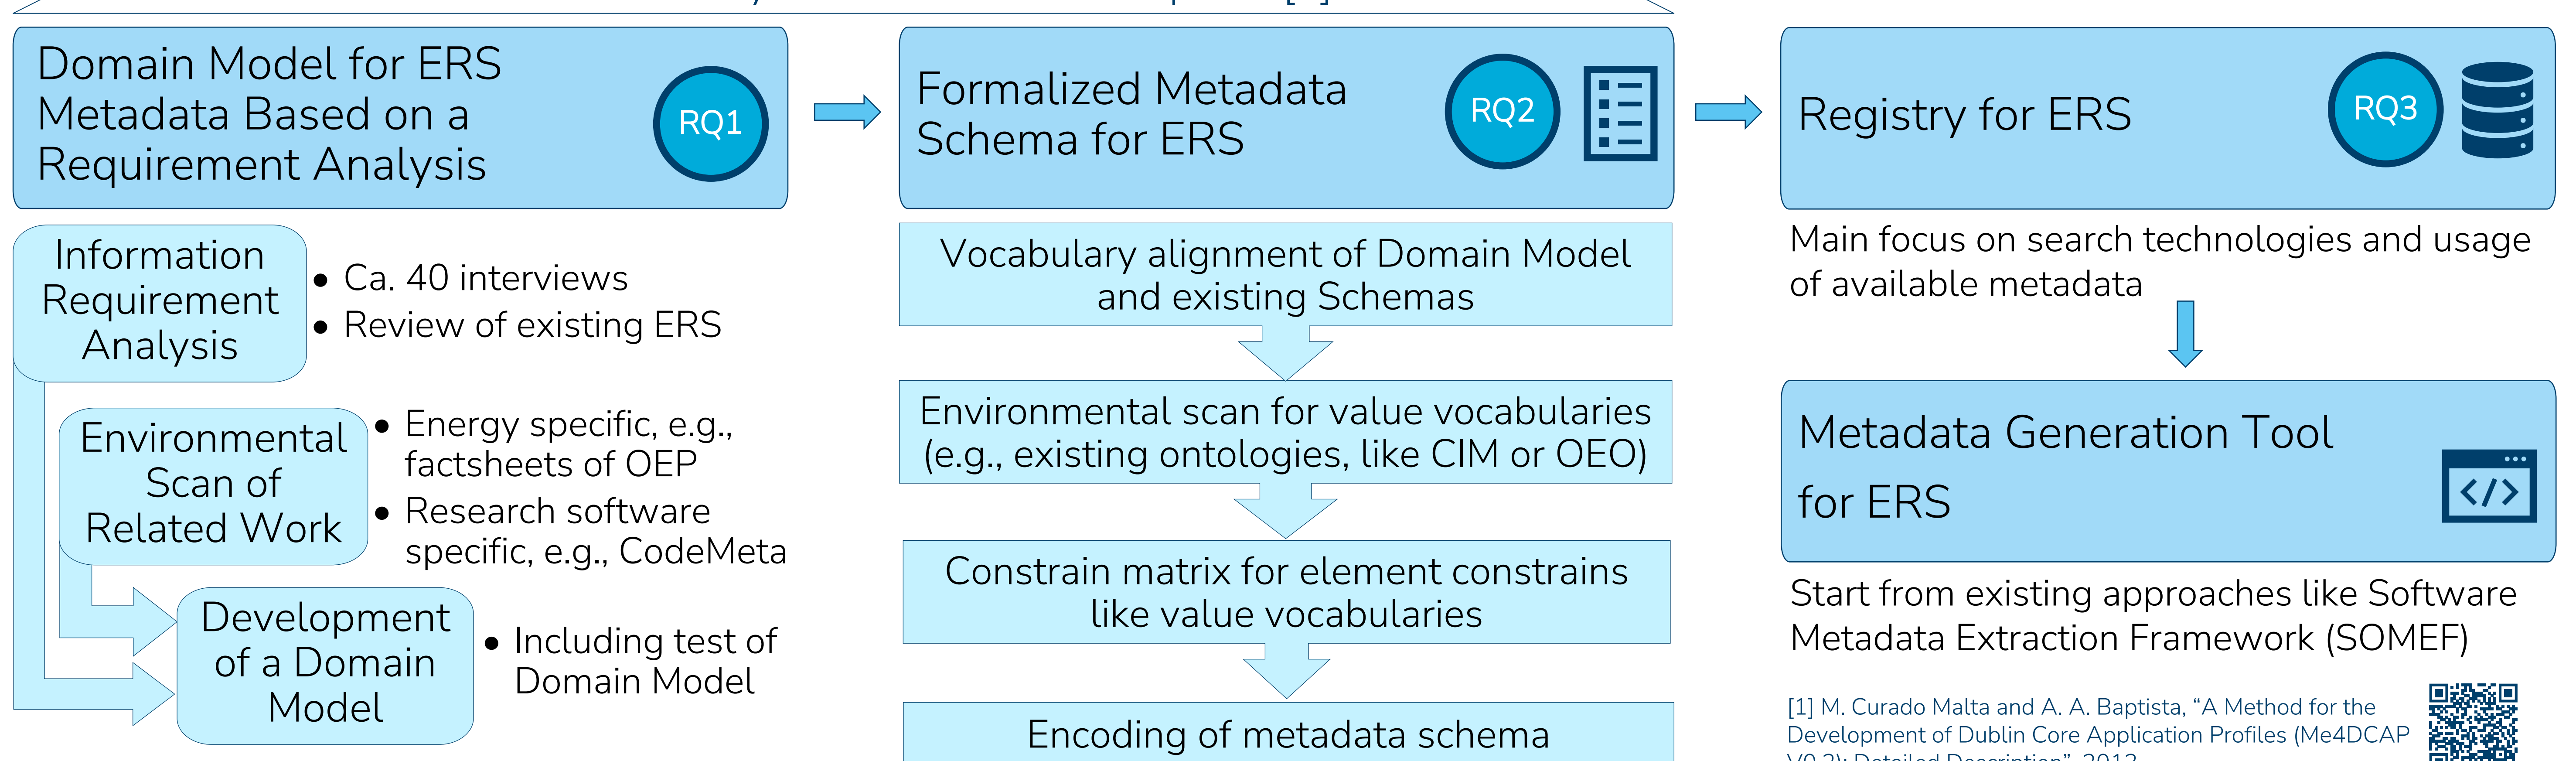 Domain Model for ERS
Metadata Based on a
Requirement Analysis
RQ1
Information
Requirement
Analysis
• Ca. 40 interviews
• Review of existing ERS
Environmental
Scan of
Related Work
• Energy specific, e.g.,
factsheets of OEP
• Research software
specific, e.g., CodeMeta
Development
of a Domain
Model
• Including test of
Domain Model
Formalized Metadata
Schema for ERS
RQ2
Vocabulary alignment of Domain Model
and existing Schemas
Environmental scan for value vocabularies
(e.g., existing ontologies, like CIM or OEO)
Constrain matrix for element constrains
like value vocabularies
Encoding of metadata schema
Registry for ERS
RQ3
Main focus on search technologies and usage
of available metadata
Metadata Generation Tool
for ERS
Start from existing approaches like Software
Metadata Extraction Framework (SOMEF)
[1] M. Curado Malta and A. A. Baptista, “A Method for the
Development of Dublin Core Application Profiles (Me4DCAP
V0.2): Detailed Description”, 2013